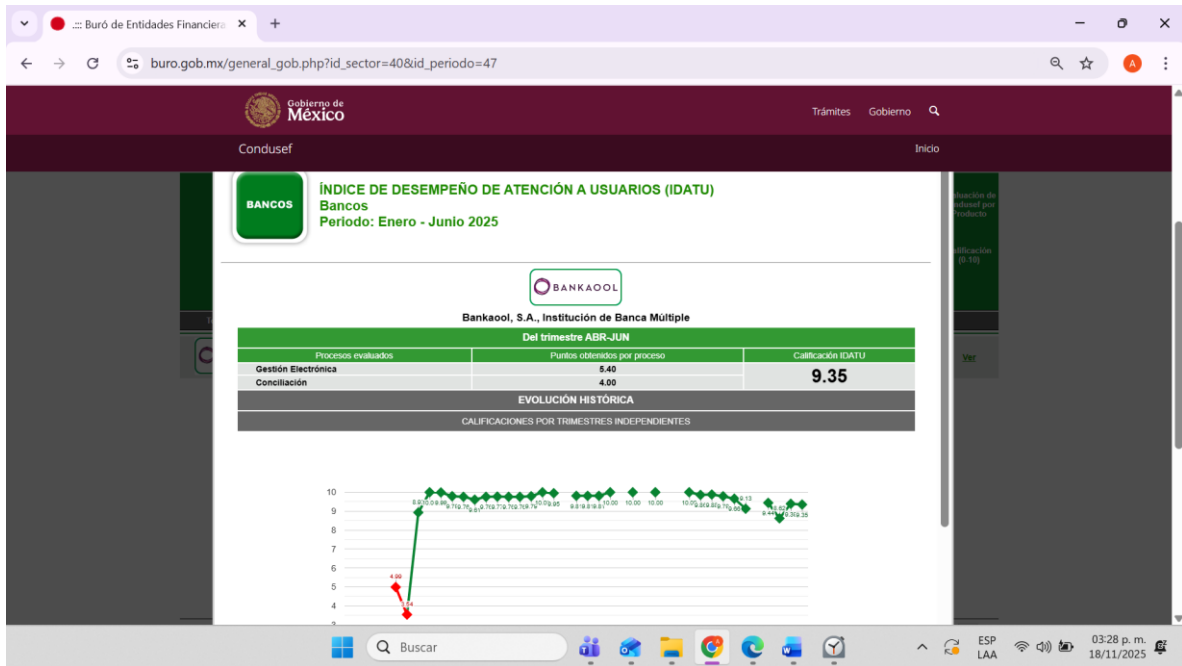 .::: Buró de Entidades Financiera
buro.gob.mx/general_gob.php?id_sector=40&id_periodo=47
A
Gobierno de
México
Trámites Gobierno
Condusef
Inicio
BANCOS
ÍNDICE DE DESEMPEÑO DE ATENCIÓN A USUARIOS (IDATU)
Bancos
Periodo: Enero - Junio 2025
Producto
(0-10)
BANKAOOL
Bankaool, S.A., Institución de Banca Múltiple
Del trimestre ABR-JUN
Procesos evaluados Puntos obtenidos por proceso Calificación IDATU
Gestión Electrónica 5.40 9.35
Conciliación 4.00
Ver
EVOLUCIÓN HISTÓRICA
CALIFICACIONES POR TRIMESTRES INDEPENDIENTES
10
9
8
7
6
5
4
10.00 10.00 10.00
9.13
9.35
4.99
Buscar
ESP
LAA
03:28 p. m.
18/11/2025